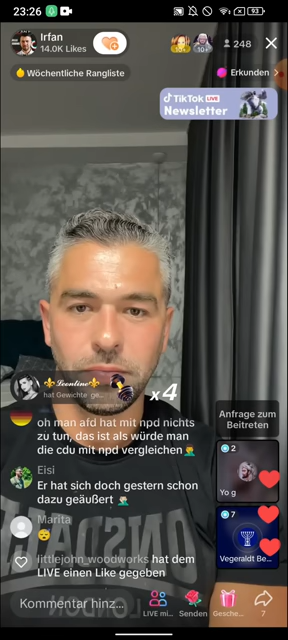 23:26
93
Irfan
14.0K Likes
10+
10+
248
Wöchentliche Rangliste
Erkunden
TikTok LIVE
Newsletter
⚜️𝓛𝓮𝓸𝓷𝓽𝓲𝓷𝓮⚜️
hat Gewichte ge...
x4
oh man afd hat mit npd nichts
zu tun, das ist als würde man
die cdu mit npd vergleichen 🤦‍♂️
Eisi
Er hat sich doch gestern schon
dazu geäußert 🤦🏻‍♂️
Marita
😴
littlejohn_woodworks hat dem
LIVE einen Like gegeben
Anfrage zum
Beitreten
2
Yo g
7
Vegeraldt Be...
Kommentar hinz...
LIVE mi...
Senden
Gesche...
7